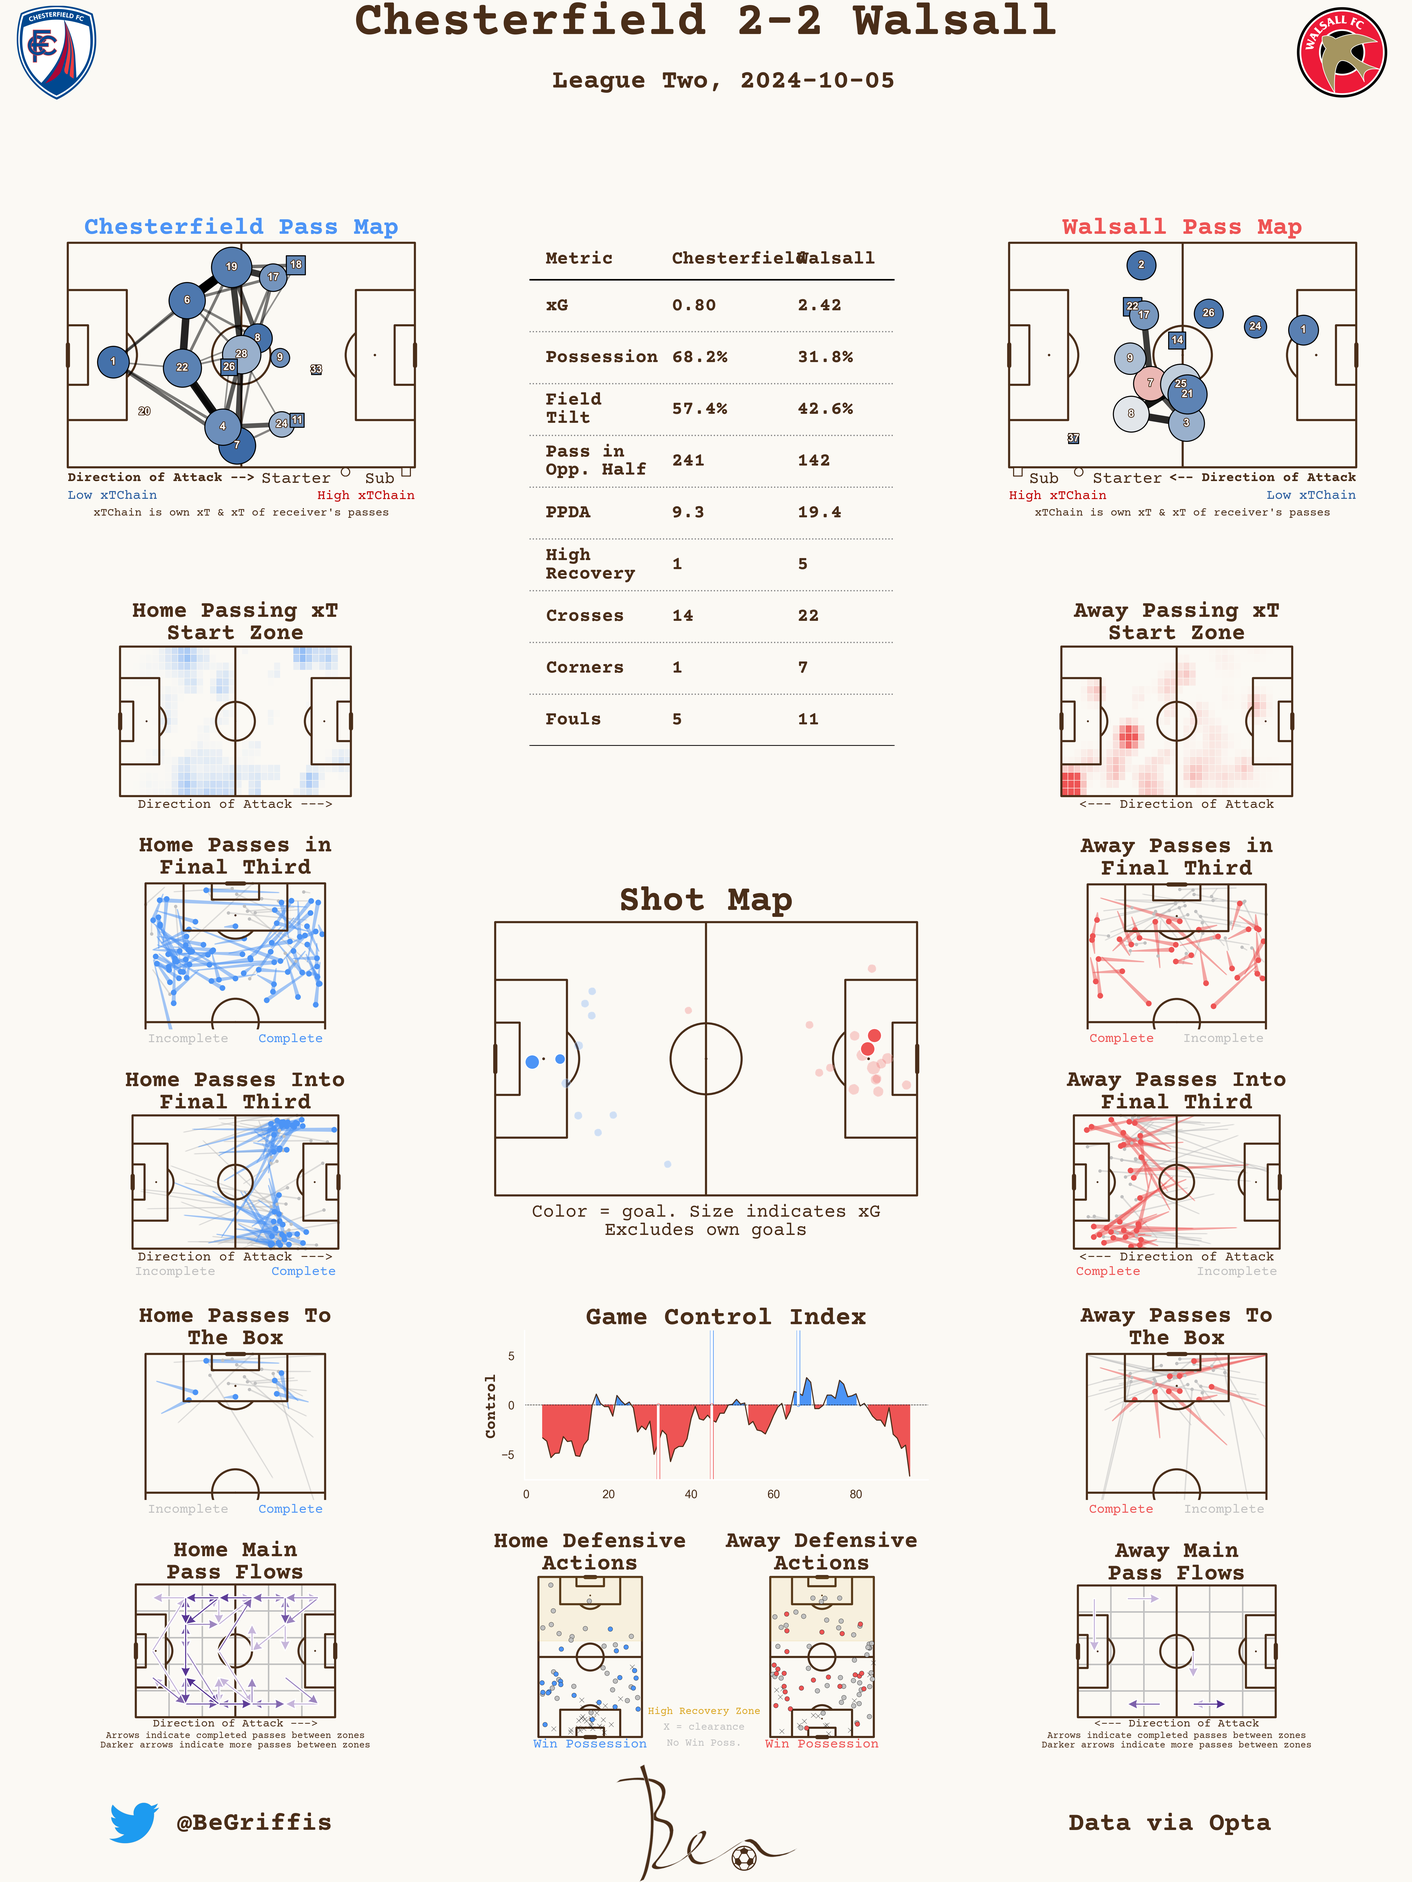 Chesterfield 2-2 Walsall
League Two, 2024-10-05
CHESTERFIELD FC
WALSALL FC
Chesterfield Pass Map
19
18
17
6
8
28
9
1
22
26
33
20
4
24
11
7
Direction of Attack --> Starter Sub
Low xTChain High xTChain
xTChain is own xT & xT of receiver's passes
Metric Chesterfield Walsall
xG 0.80 2.42
Possession 68.2% 31.8%
Field
Tilt 57.4% 42.6%
Pass in
Opp. Half 241 142
PPDA 9.3 19.4
High
Recovery 1 5
Crosses 14 22
Corners 1 7
Fouls 5 11
Walsall Pass Map
2
22
17
26
24
1
14
9
7
25
21
8
3
37
Sub Starter <-- Direction of Attack
High xTChain Low xTChain
xTChain is own xT & xT of receiver's passes
Home Passing xT
Start Zone
Direction of Attack --->
Away Passing xT
Start Zone
<--- Direction of Attack
Home Passes in
Final Third
Incomplete Complete
Away Passes in
Final Third
Complete Incomplete
Shot Map
Color = goal. Size indicates xG
Excludes own goals
Home Passes Into
Final Third
Direction of Attack --->
Incomplete Complete
Away Passes Into
Final Third
<--- Direction of Attack
Complete Incomplete
Home Passes To
The Box
Incomplete Complete
Game Control Index
Control
5
0
−5
0 20 40 60 80
Away Passes To
The Box
Complete Incomplete
Home Main
Pass Flows
Direction of Attack --->
Arrows indicate completed passes between zones
Darker arrows indicate more passes between zones
Home Defensive
Actions
Win Possession
Away Defensive
Actions
Win Possession
High Recovery Zone
X = clearance
No Win Poss.
Away Main
Pass Flows
<--- Direction of Attack
Arrows indicate completed passes between zones
Darker arrows indicate more passes between zones
@BeGriffis
Ben
Data via Opta